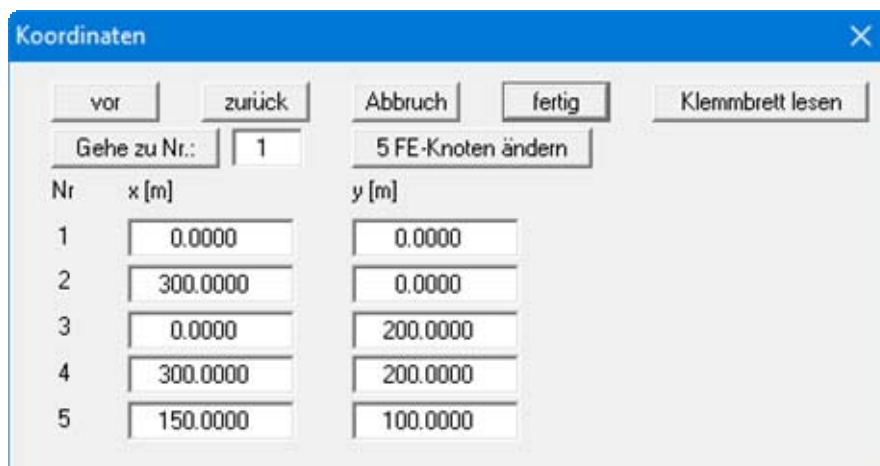 Koordinaten
vor zurück Abbruch fertig Klemmbrett lesen
Gehe zu Nr.: 1 5 FE-Knoten ändern
Nr x [m] y [m]
1 0.0000 0.0000
2 300.0000 0.0000
3 0.0000 200.0000
4 300.0000 200.0000
5 150.0000 100.0000